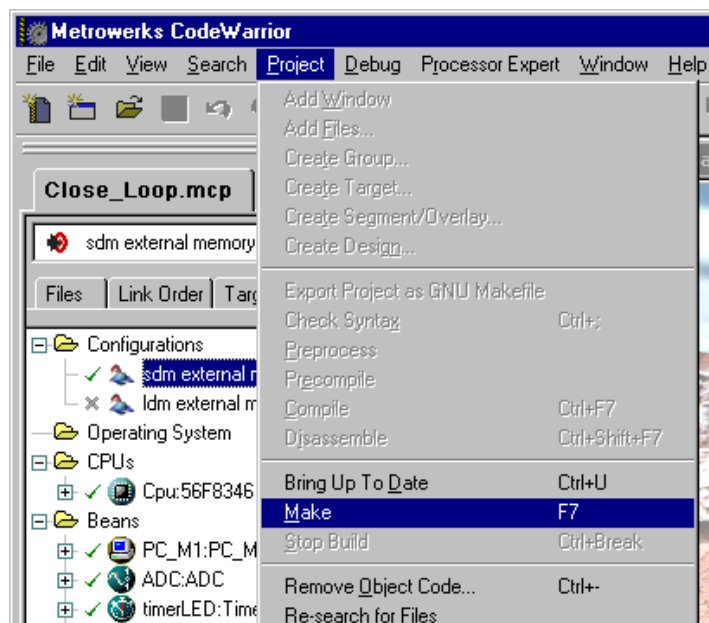 Metrowerks CodeWarrior
File Edit View Search Project Debug Processor Expert Window Help
Add Window
Add Files...
Create Group...
Create Target...
Create Segment/Overlay...
Create Design...
Close_Loop.mcp
sdm external memory
Files Link Order
Export Project as GNU Makefile
Check Syntax Ctrl+;
Preprocess
Precompile
Compile Ctrl+F7
Disassemble Ctrl+Shift+F7
Configurations
sdm external
ldm external m
Operating System
CPUs
Cpu:56F8346
Beans
PC_M1:PC_M
ADC:ADC
timerLED:Time
Bring Up To Date Ctrl+U
Make F7
Stop Build Ctrl+Break
Remove Object Code... Ctrl+-
Re-search for Files